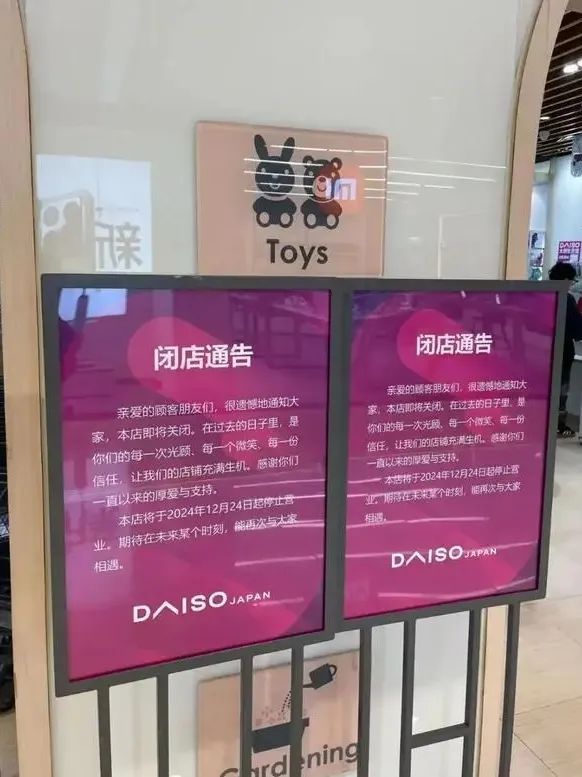 新
Toys
DAISO
闭店通告
亲爱的顾客朋友们，很遗憾地通知大
家，本店即将关闭。在过去的日子里，是
你们的每一次光顾、每一个微笑、每一份
信任，让我们的店铺充满生机。感谢你们
一直以来的厚爱与支持。
本店将于2024年12月24日起停止营
业。期待在未来某个时刻，能再次与大家
相遇。
DAISO JAPAN
闭店通告
亲爱的顾客朋友们，很遗憾地通知大
家，本店即将关闭。在过去的日子里，是
你们的每一次光顾、每一个微笑、每一份
信任，让我们的店铺充满生机。感谢你们
一直以来的厚爱与支持。
本店将于2024年12月24日起停止营
业。期待在未来某个时刻，能再次与大家
相遇。
DAISO JAPAN
Gardening